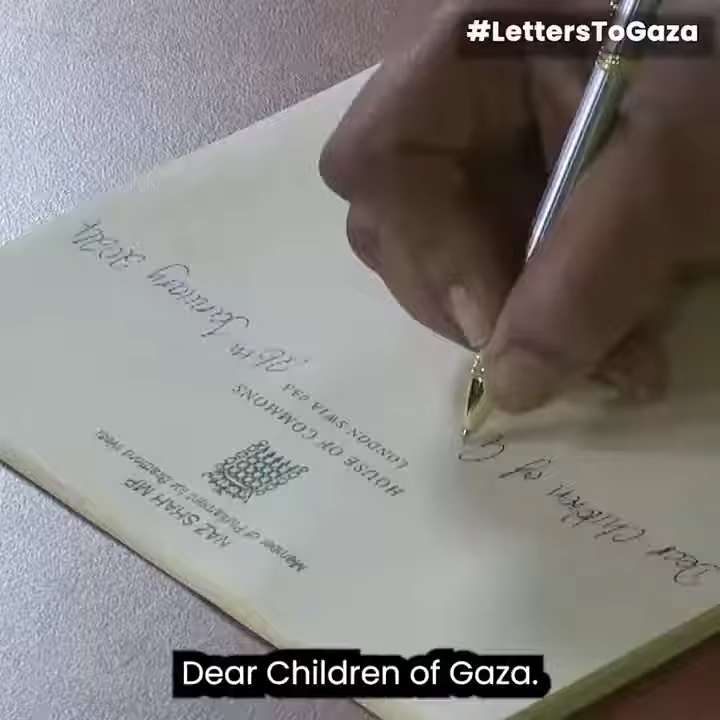 #LettersToGaza
NAZ SHAH MP
Member of Parliament for Bradford West
HOUSE OF COMMONS
LONDON SW1A 0AA
26th January 2024
Dear Children of G
Dear Children of Gaza.